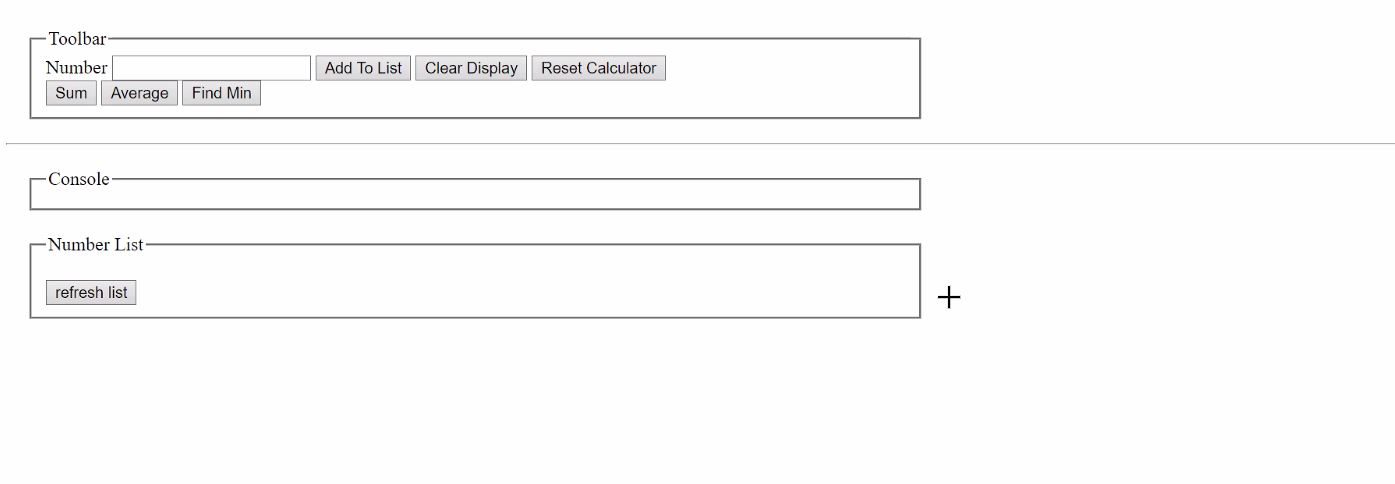 Toolbar
Number Add To List Clear Display Reset Calculator
Sum Average Find Min
Console
Number List
refresh list